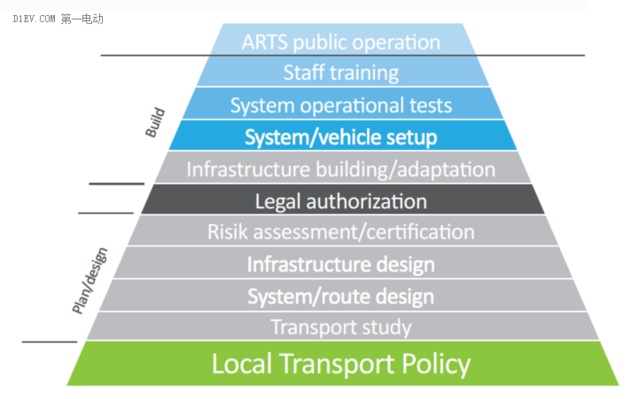 D1EV.COM 第一电动
ARTS public operation
Staff training
System operational tests
System/vehicle setup
Infrastructure building/adaptation
Legal authorization
Risik assessment/certification
Infrastructure design
System/route design
Transport study
Local Transport Policy
Build
Plan/design